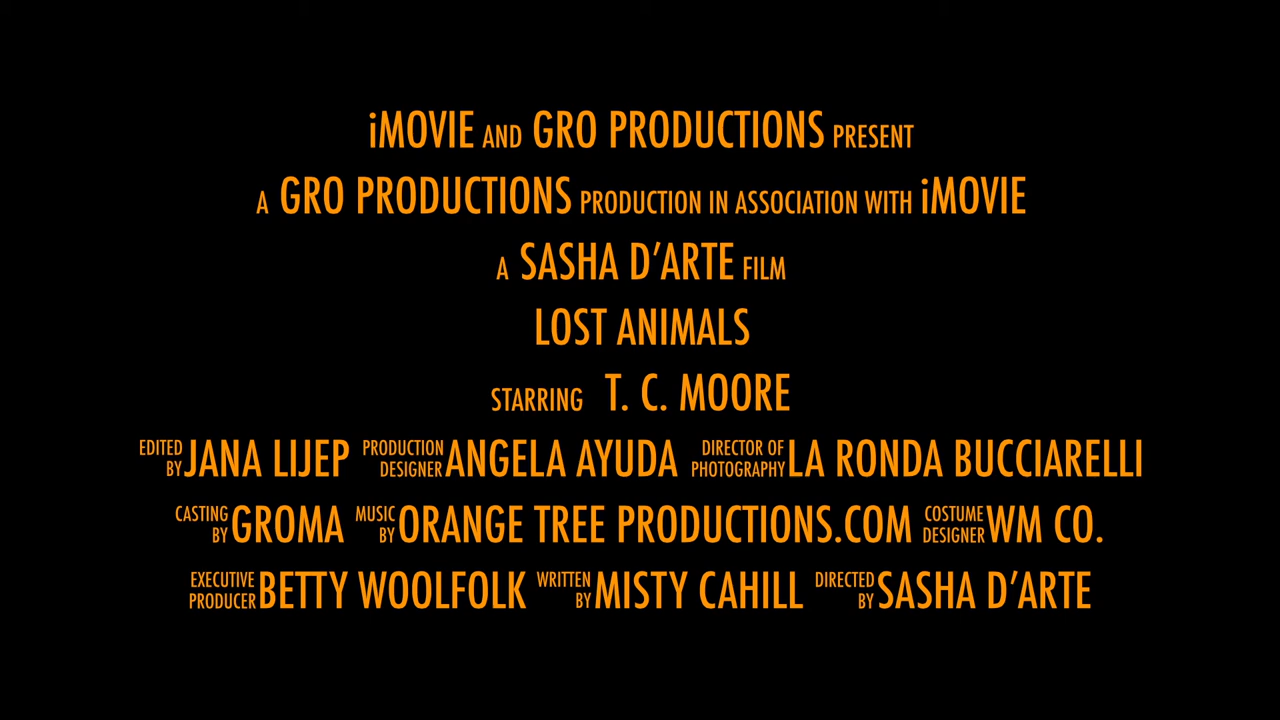 iMOVIE AND GRO PRODUCTIONS PRESENT
A GRO PRODUCTIONS PRODUCTION IN ASSOCIATION WITH iMOVIE
A SASHA D’ARTE FILM
LOST ANIMALS
STARRING T. C. MOORE
EDITED BY JANA LIJEP PRODUCTION DESIGNER ANGELA AYUDA DIRECTOR OF PHOTOGRAPHY LA RONDA BUCCIARELLI
CASTING BY GROMA MUSIC BY ORANGE TREE PRODUCTIONS.COM COSTUME DESIGNER WM CO.
EXECUTIVE PRODUCER BETTY WOOLFOLK WRITTEN BY MISTY CAHILL DIRECTED BY SASHA D’ARTE